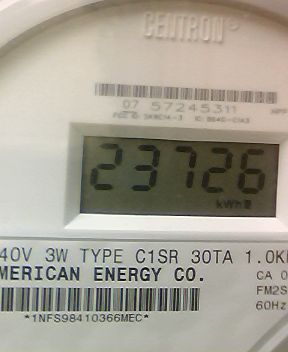 CENTRON
07 57245311
23726
kWh
40V 3W TYPE C1SR 30TA 1.0K
MERICAN ENERGY CO.
CA 0
FM2S
60Hz
*1NFS98410366MEC*